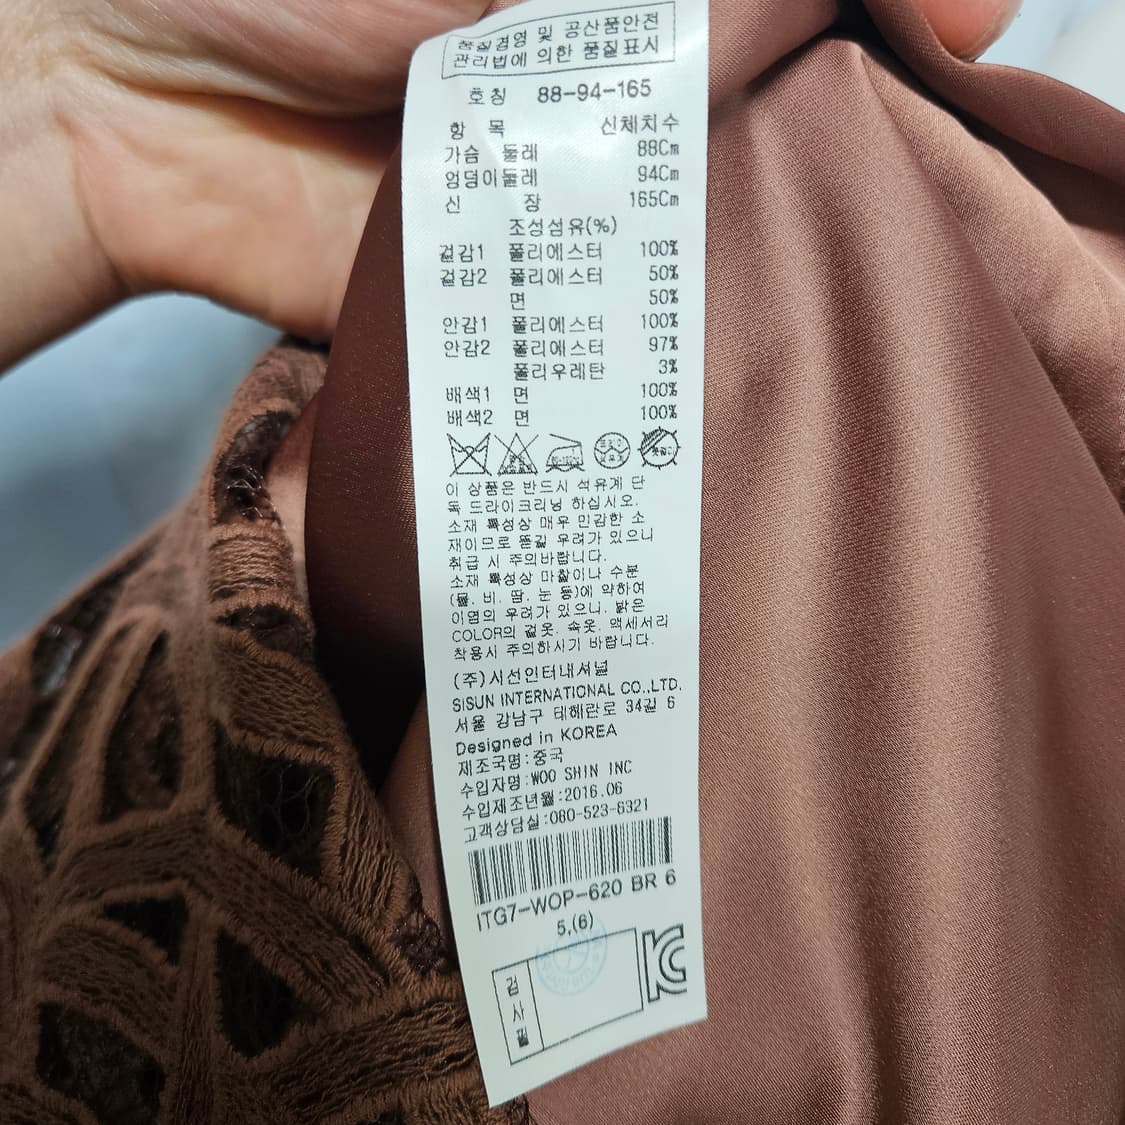 품질경영 및 공산품안전
관리법에 의한 품질표시
호칭 88-94-165
항 목 신체치수
가슴 둘레 88Cm
엉덩이둘레 94Cm
신 장 165Cm
조성섬유(%)
겉감1 폴리에스터 100%
겉감2 폴리에스터 50%
면 50%
안감1 폴리에스터 100%
안감2 폴리에스터 97%
폴리우레탄 3%
배색1 면 100%
배색2 면 100%
이 상품은 반드시 석유계 단
독 드라이크리닝 하십시오.
소재 특성상 매우 민감한 소
재이므로 뜯길 우려가 있으니
취급 시 주의바랍니다.
소재 특성상 마찰이나 수분
(물, 비, 땀, 눈 등)에 약하여
이염의 우려가 있으니, 밝은
COLOR의 겉옷, 속옷, 액세서리
착용시 주의하시기 바랍니다.
(주)시선인터내셔널
SISUN INTERNATIONAL CO.,LTD.
서울 강남구 테헤란로 34길 6
Designed in KOREA
제조국명:중국
수입자명:WOO SHIN INC
수입제조년월:2016.06
고객상담실:080-523-8321
ITG7-WOP-620 BR 6
5,(6)
검사필
KC